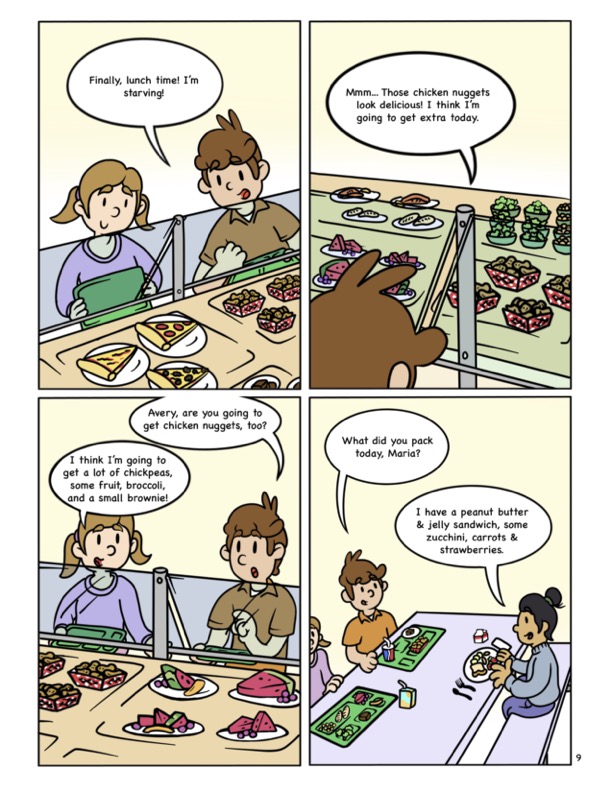 Finally, lunch time! I'm
starving!
Mmm... Those chicken nuggets
look delicious! I think I'm
going to get extra today.
Avery, are you going to
get chicken nuggets, too?
I think I'm going to
get a lot of chickpeas,
some fruit, broccoli,
and a small brownie!
What did you pack
today, Maria?
I have a peanut butter
& jelly sandwich, some
zucchini, carrots &
strawberries.
9